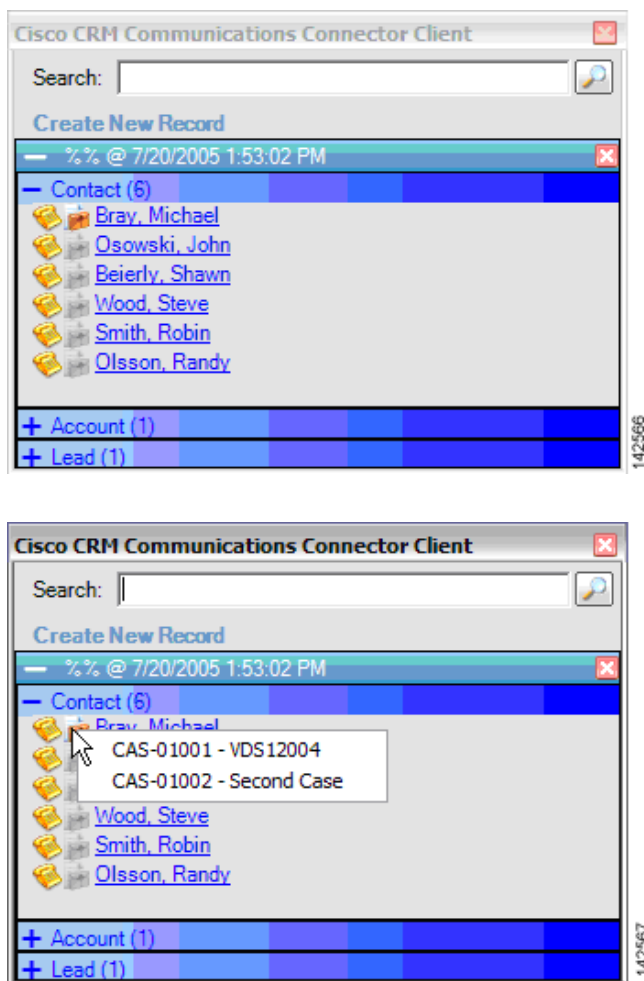 Cisco CRM Communications Connector Client
Search:
Create New Record
%% @ 7/20/2005 1:53:02 PM
Contact (6)
Bray, Michael
Osowski, John
Beierly, Shawn
Wood, Steve
Smith, Robin
Olsson, Randy
+ Account (1)
+ Lead (1)
142566
Cisco CRM Communications Connector Client
Search:
Create New Record
%% @ 7/20/2005 1:53:02 PM
Contact (6)
Bray, Michael
CAS-01001 - VDS12004
CAS-01002 - Second Case
Wood, Steve
Smith, Robin
Olsson, Randy
+ Account (1)
+ Lead (1)
142567